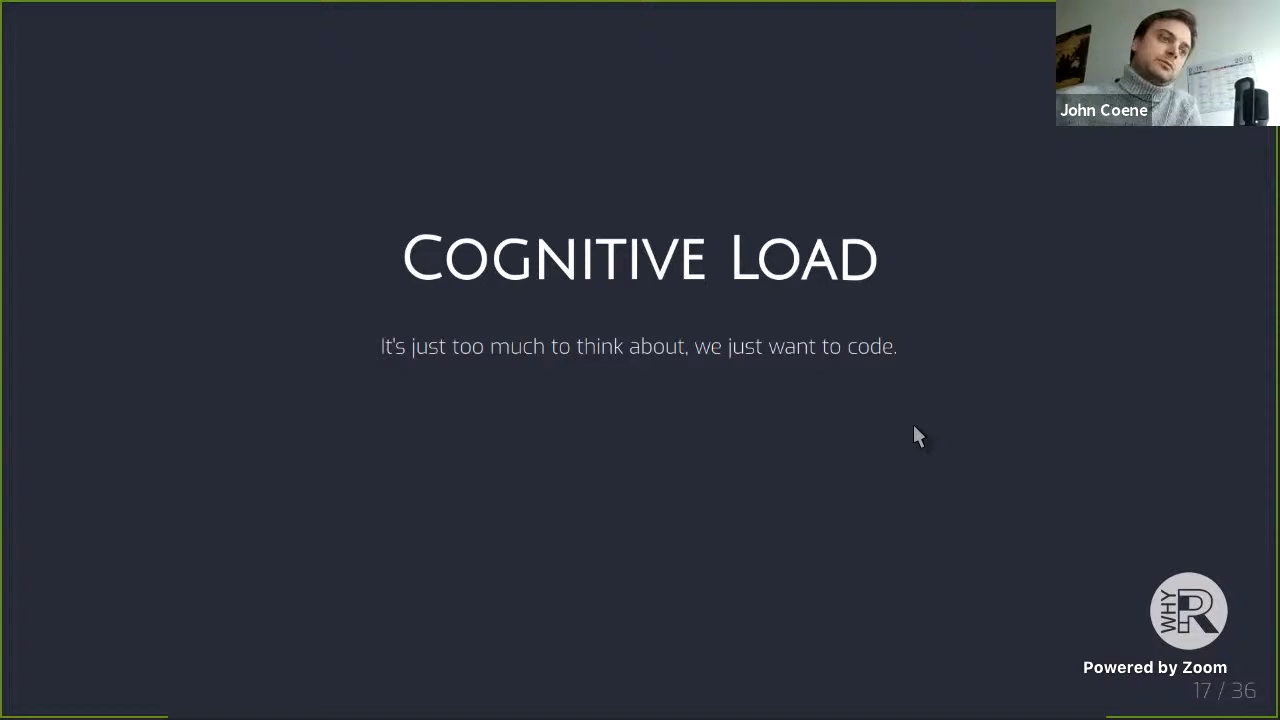 John Coene
COGNITIVE LOAD
It's just too much to think about, we just want to code.
WHY R
Powered by Zoom
17 / 36